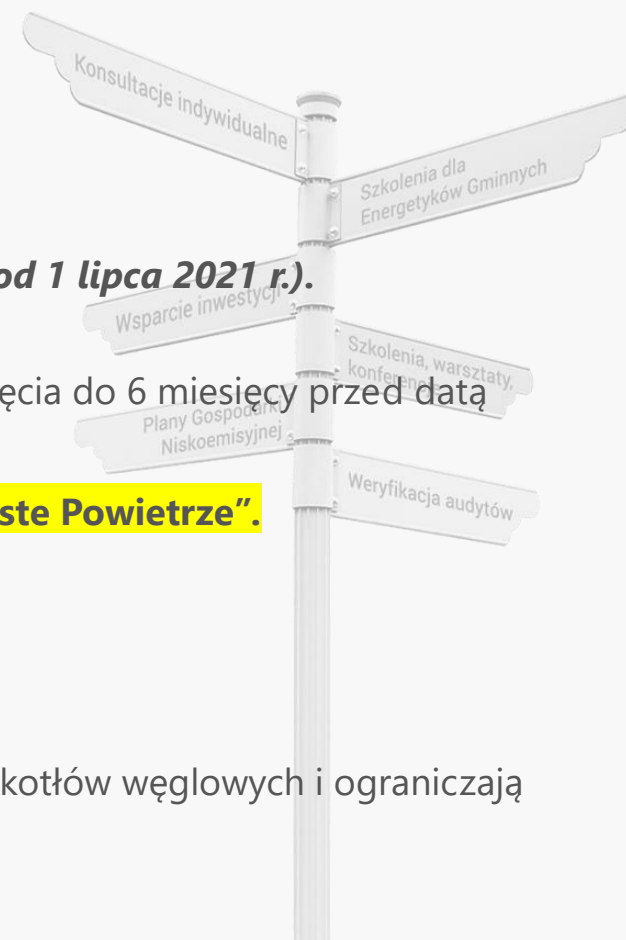 Konsultacje indywidualne
Szkolenia dla
Energetyków Gminnych
od 1 lipca 2021 r.).
Wsparcie inwestycji
Szkolenia, warsztaty,
konferencje
ęcia do 6 miesięcy przed datą
Plany Gospodarki
Niskoemisyjnej
Weryfikacja audytów
ste Powietrze”.
kotłów węglowych i ograniczają